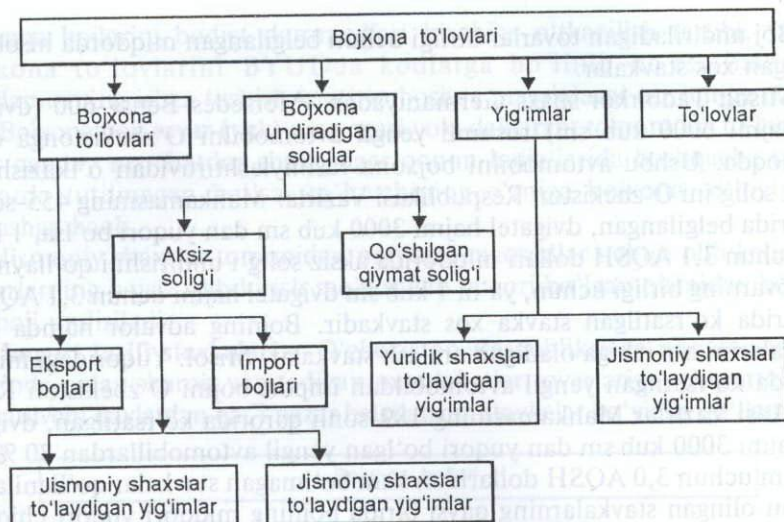 Bojxona to'lovlari
Bojxona
to'lovlari
Bojxona
undiradigan
soliqlar
Yig'imlar
To'lovlar
Aksiz
solig'i
Qo'shilgan
qiymat solig'i
Eksport
bojlari
Import
bojlari
Yuridik shaxslar
to'laydigan
yig'imlar
Jismoniy shaxslar
to'laydigan
yig'imlar
Jismoniy shaxslar
to'laydigan yig'imlar
Jismoniy shaxslar
to'laydigan yig'imlar